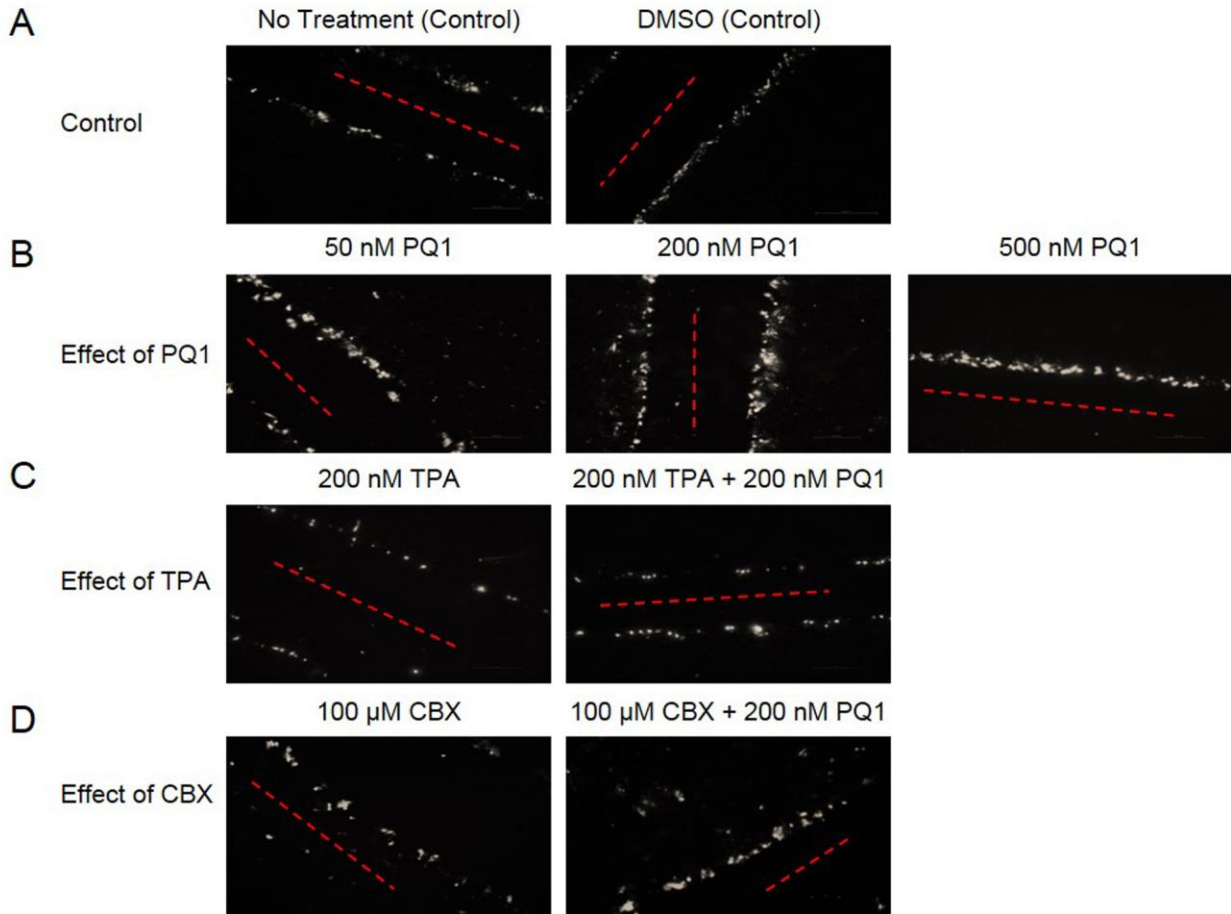 A
No Treatment (Control)
DMSO (Control)
Control
B
50 nM PQ1
200 nM PQ1
500 nM PQ1
Effect of PQ1
C
200 nM TPA
200 nM TPA + 200 nM PQ1
Effect of TPA
D
100 µM CBX
100 µM CBX + 200 nM PQ1
Effect of CBX